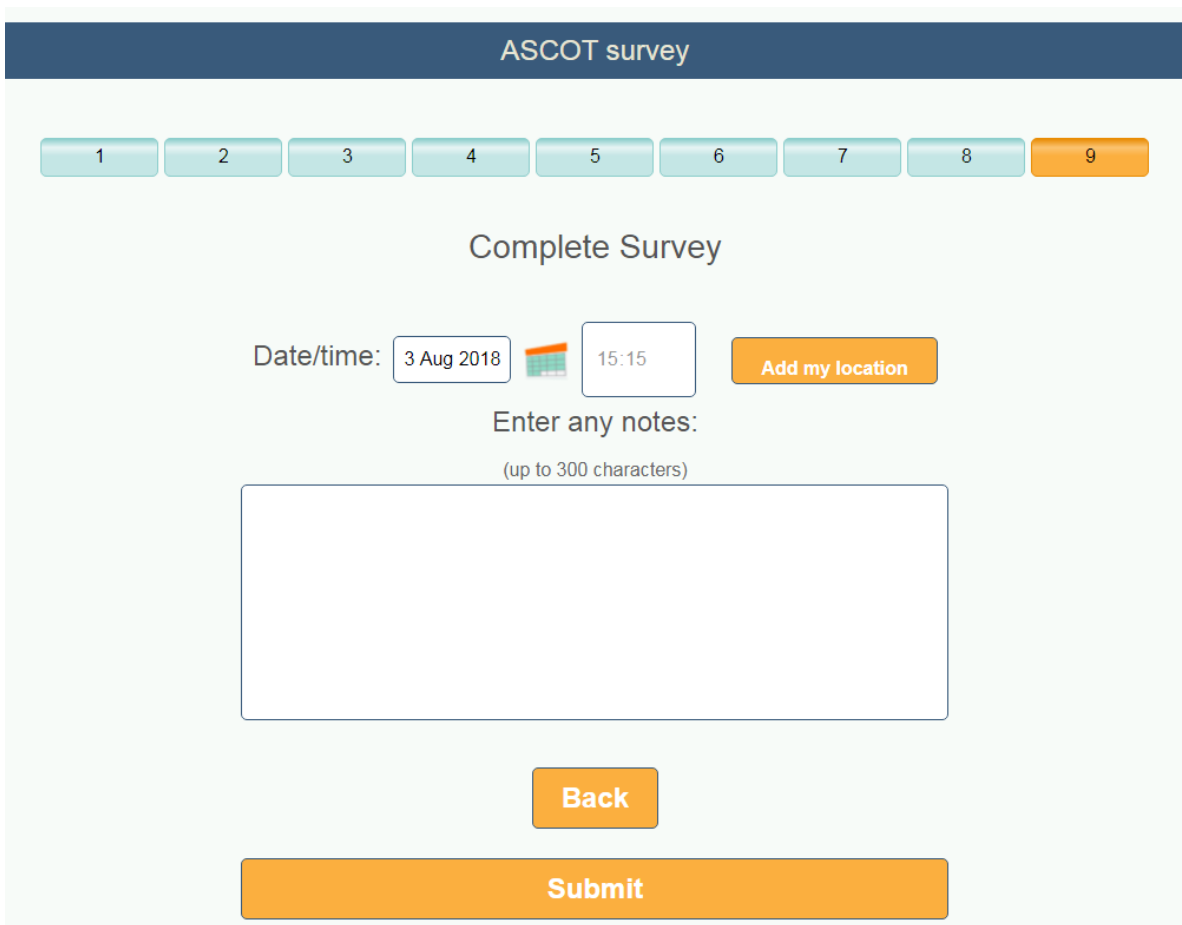 ASCOT survey
1 2 3 4 5 6 7 8 9
Complete Survey
Date/time: 3 Aug 2018 15:15 Add my location
Enter any notes:
(up to 300 characters)
Back
Submit